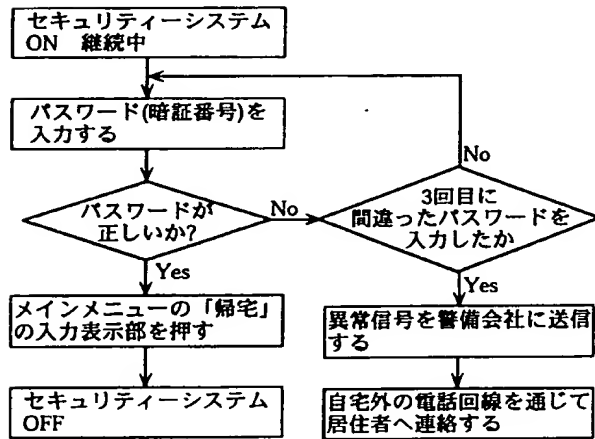 セキュリティーシステム
ON 継続中
パスワード(暗証番号)を
入力する
パスワードが
正しいか?
No
3回目に
間違ったパスワードを
入力したか
No
Yes
メインメニューの「帰宅」
の入力表示部を押す
セキュリティーシステム
OFF
Yes
異常信号を警備会社に送信
する
自宅外の電話回線を通じて
居住者へ連絡する